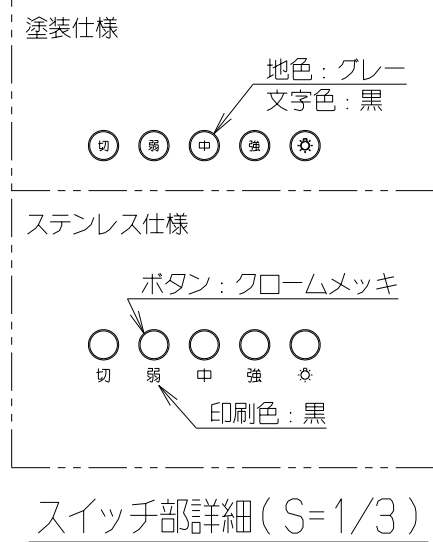 塗装仕様
地色：グレー
文字色：黒
切 弱 中 強
ステンレス仕様
ボタン：クロームメッキ
切 弱 中 強
印刷色：黒
スイッチ部詳細(S=1/3)